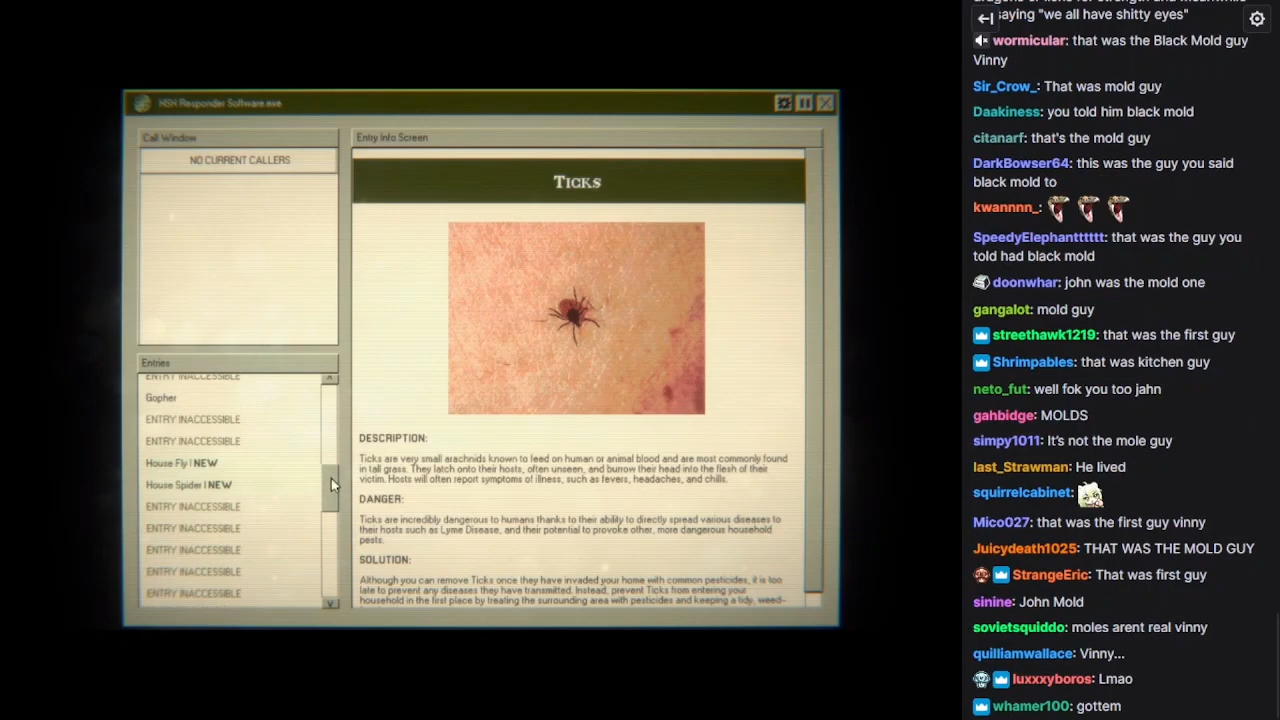 NSH Responder Software.exe
Call Window
NO CURRENT CALLERS
Entries
ENTRY INACCESSIBLE
Gopher
ENTRY INACCESSIBLE
ENTRY INACCESSIBLE
House Fly | NEW
House Spider | NEW
ENTRY INACCESSIBLE
ENTRY INACCESSIBLE
ENTRY INACCESSIBLE
ENTRY INACCESSIBLE
ENTRY INACCESSIBLE
Entry Info Screen
TICKS
DESCRIPTION:
Ticks are very small arachnids known to feed on human or animal blood and are most commonly found
in tall grass. They latch onto their hosts, often unseen, and burrow their head into the flesh of their
victim. Hosts will often report symptoms of illness, such as fevers, headaches, and chills.
DANGER:
Ticks are incredibly dangerous to humans thanks to their ability to directly spread various diseases to
their hosts such as Lyme Disease, and their potential to provoke other, more dangerous household
pests.
SOLUTION:
Although you can remove Ticks once they have invaded your home with common pesticides, it is too
late to prevent any diseases they have transmitted. Instead, prevent Ticks from entering your
household in the first place by treating the surrounding area with pesticides and keeping a tidy, weed-
saying "we all have shitty eyes"
wormicular: that was the Black Mold guy
Vinny
Sir_Crow_: That was mold guy
Daakiness: you told him black mold
citanarf: that's the mold guy
DarkBowser64: this was the guy you said
black mold to
kwannnn_:
SpeedyElephantttttt: that was the guy you
told had black mold
doonwhar: john was the mold one
gangalot: mold guy
streethawk1219: that was the first guy
Shrimpables: that was kitchen guy
neto_fut: well fok you too jahn
gahbidge: MOLDS
simpy1011: It's not the mole guy
last_Strawman: He lived
squirrelcabinet:
Mico027: that was the first guy vinny
Juicydeath1025: THAT WAS THE MOLD GUY
StrangeEric: That was first guy
sinine: John Mold
sovietsquiddo: moles arent real vinny
quilliamwallace: Vinny...
luxxxyboros: Lmao
whamer100: gottem